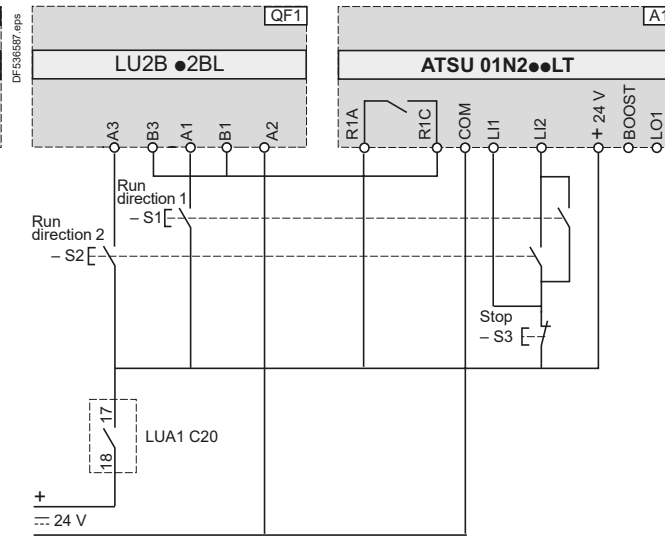 DF536587.eps
QF1
A1
LU2B ●2BL
ATSU 01N2●●LT
A3
B3
A1
B1
A2
R1A
R1C
COM
LI1
LI2
+ 24 V
BOOST
LO1
Run
direction 1
– S1
Run
direction 2
– S2
Stop
– S3
17
18
LUA1 C20
+
24 V